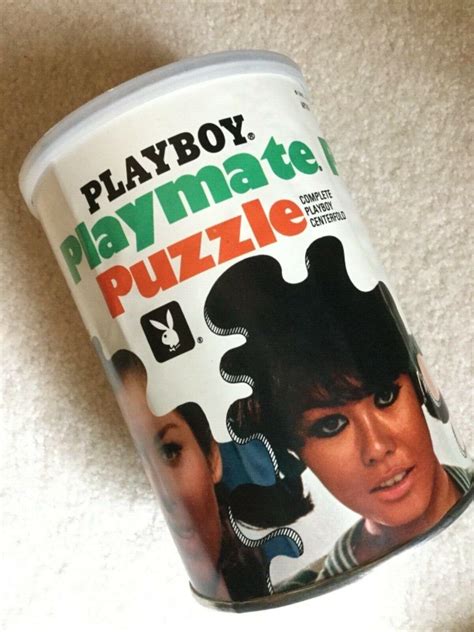 PLAYBOY®
Playmate®
Puzzle
COMPLETE
PLAYBOY
CENTERFOLD
®